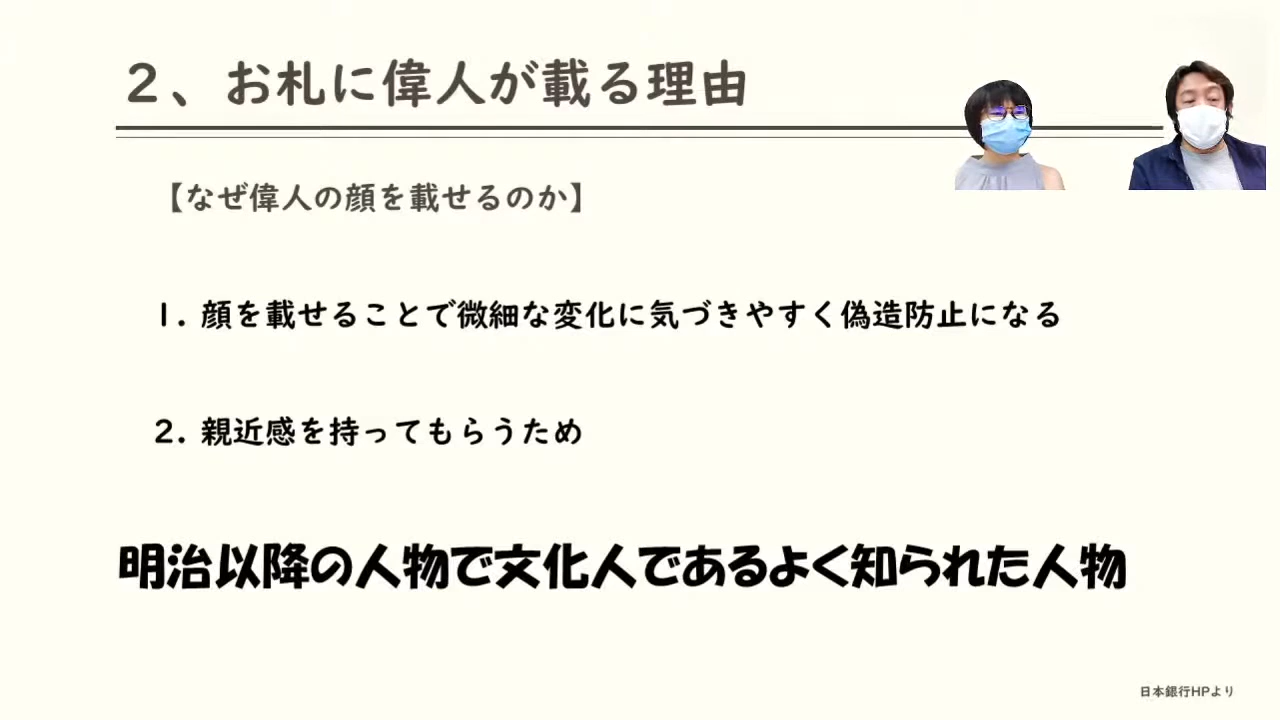 ２、お札に偉人が載る理由
【なぜ偉人の顔を載せるのか】
1. 顔を載せることで微細な変化に気づきやすく偽造防止になる
2. 親近感を持ってもらうため
明治以降の人物で文化人であるよく知られた人物
日本銀行HPより